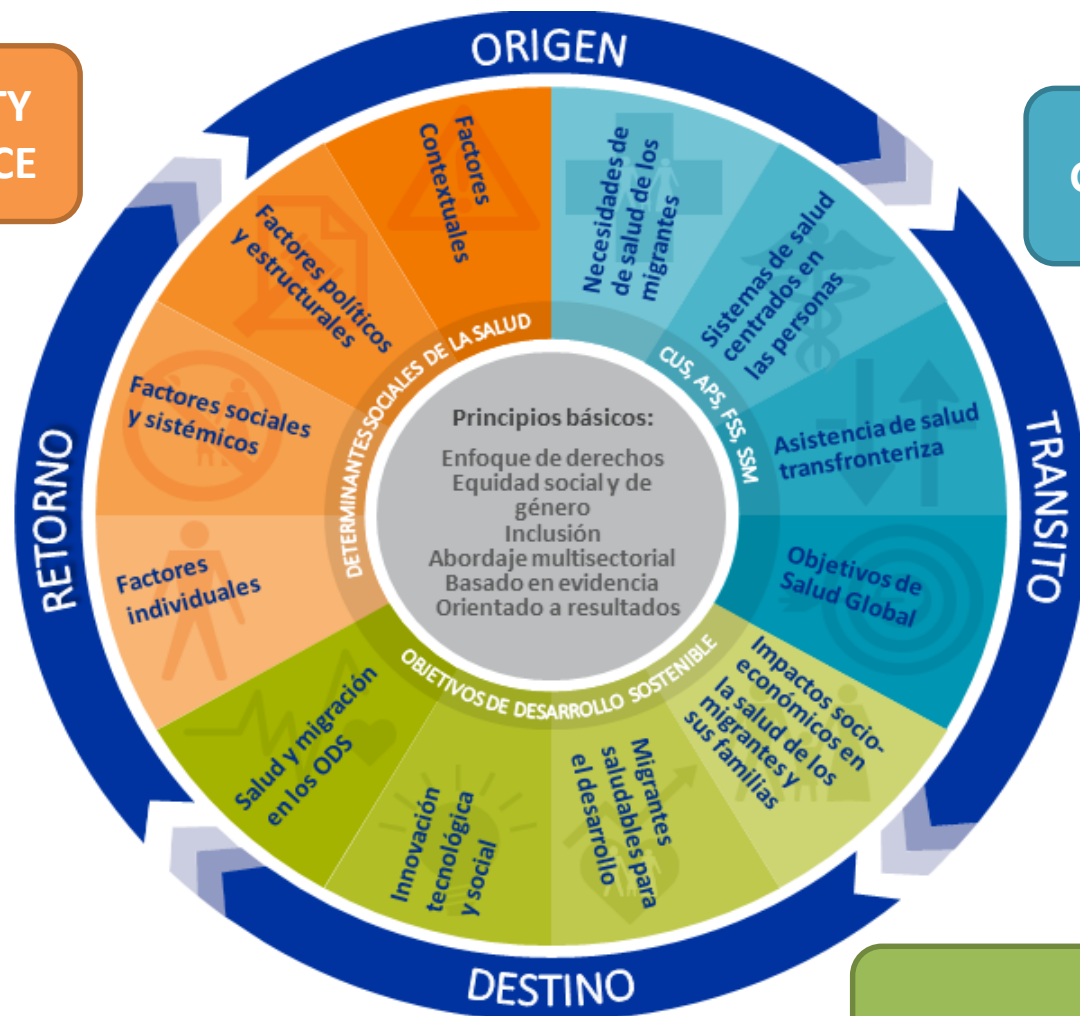 ORIGEN
TY
CE
Factores
Contextuales
Necesidades de
de salud de los
migrantes
Sistemas de salud
centrados en
las personas
Asistencia de salud
transfronteriza
Objetivos de
Salud Global
Impactos socio-
económicos en
la salud de los
migrantes y
sus familias
Migrantes
saludables para
el desarrollo
Innovación
tecnológica
y social
Salud y migración
en los ODS
Factores
individuales
Factores sociales
y sistémicos
Factores políticos
y estructurales
DETERMINANTES SOCIALES DE LA SALUD
CUS, APS, FSS, SSM
OBJETIVOS DE DESARROLLO SOSTENIBLE
Principios básicos:
Enfoque de derechos
Equidad social y de
género
Inclusión
Abordaje multisectorial
Basado en evidencia
Orientado a resultados
TRANSITO
DESTINO
RETORNO